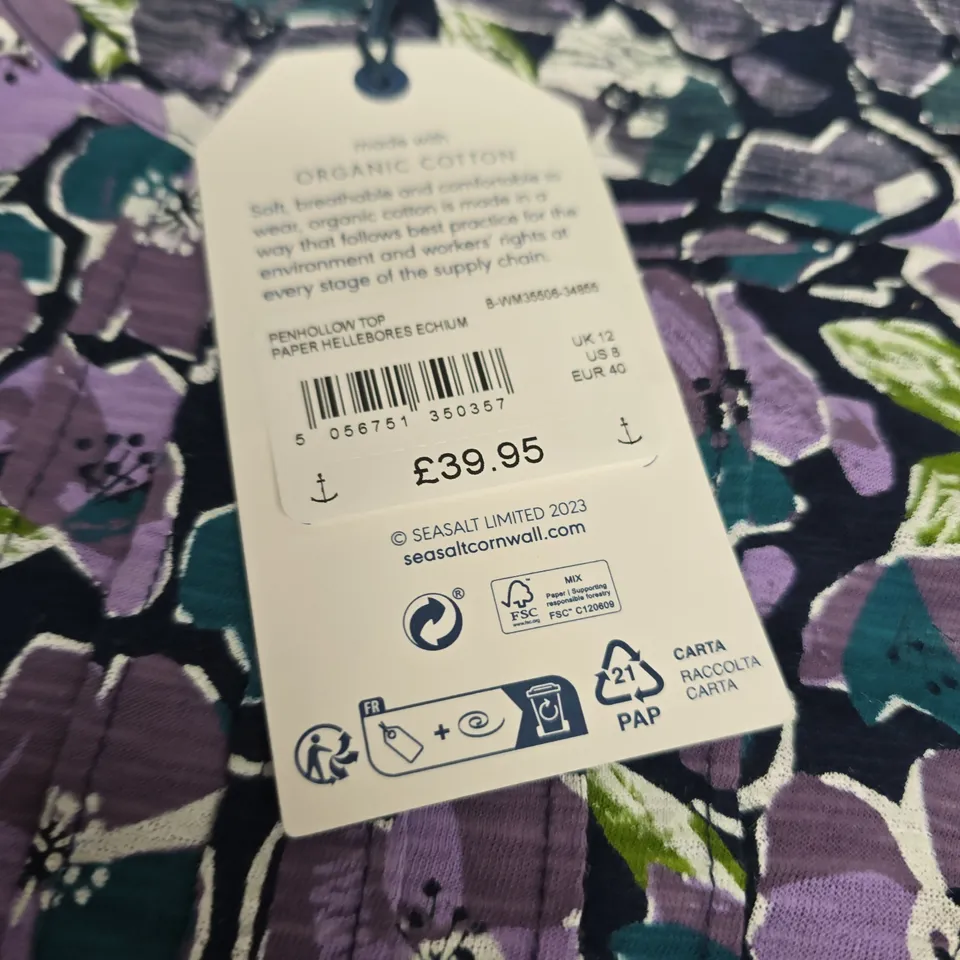 made with
ORGANIC COTTON
Soft, breathable and comfortable to
wear, organic cotton is made in a
way that follows best practice for the
environment and workers' rights at
every stage of the supply chain.
B-WM35506-34855
PENHOLLOW TOP
PAPER HELLEBORES ECHIUM
UK 12
US 8
EUR 40
5 056751 350357
£39.95
© SEASALT LIMITED 2023
seasaltcornwall.com
®
FSC
www.fsc.org
MIX
Paper | Supporting
responsible forestry
FSC™ C120609
FR
+
21
PAP
CARTA
RACCOLTA
CARTA